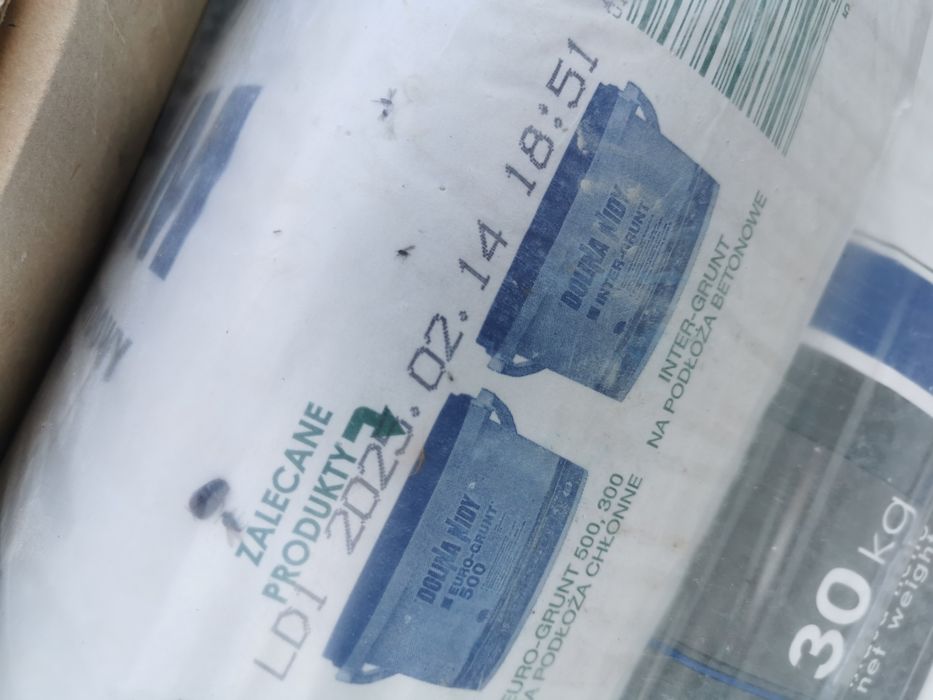 LD1 2025.02.14 18:51
ZALECANE
PRODUKTY
DOLINA NIDY
INTER-GRUNT
INTER-GRUNT
NA PODŁOŻA BETONOWE
DOLINA NIDY
EURO-GRUNT
500
EURO-GRUNT 500, 300
NA PODŁOŻA CHŁONNE
30 kg
net weight